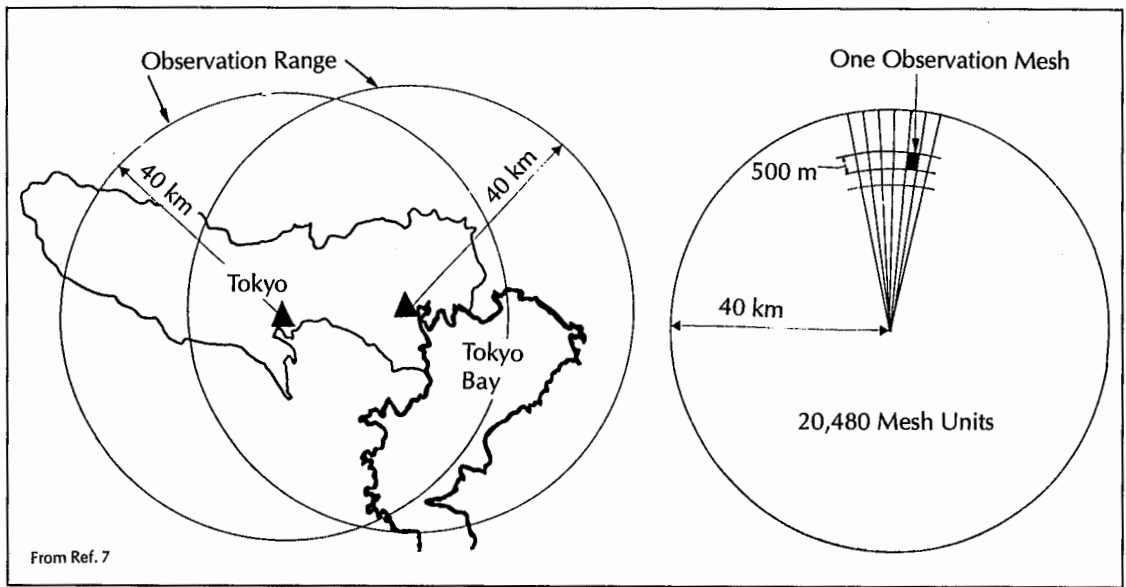 Observation Range
40 km
40 km
Tokyo
Tokyo
Bay
One Observation Mesh
500 m
40 km
20,480 Mesh Units
From Ref. 7